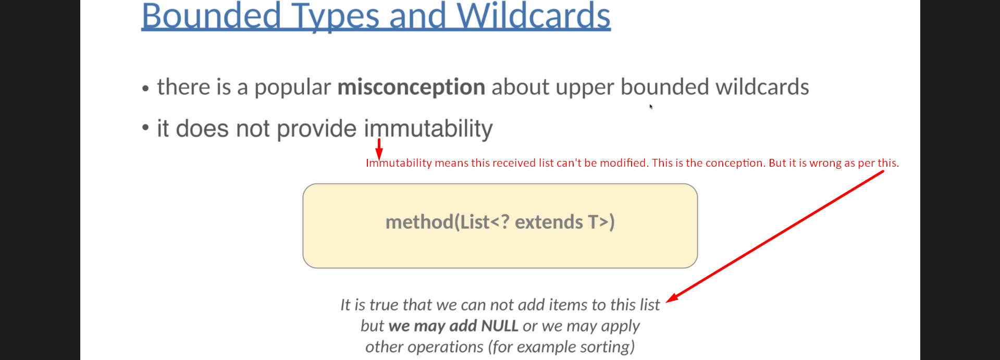 Bounded Types and Wildcards
• there is a popular misconception about upper bounded wildcards
• it does not provide immutability
Immutability means this received list can't be modified. This is the conception. But it is wrong as per this.
method(List<? extends T>)
It is true that we can not add items to this list
but we may add NULL or we may apply
other operations (for example sorting)